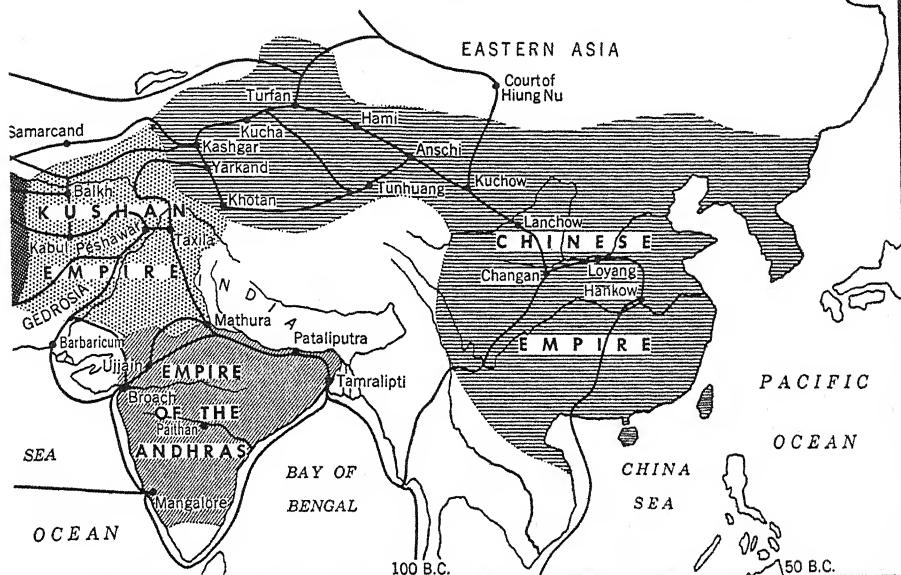 EASTERN ASIA
Court of
Hiung Nu
Turfan
Hami
Samarcand
Kucha
Kashgar
Anschi
Yarkand
Balkh
Tunhuang
Kuchow
Khotan
KUSHAN
Lanchow
Kabul Peshawar Taxila
CHINESE
EMPIRE
Changan
Loyang
Hankow
INDIA
GEDROSIA
Mathura
Barbaricum
Pataliputra
EMPIRE
Ujjain
EMPIRE
Tamralipti
Broach
PACIFIC
OF THE
Paithan
OCEAN
ANDHRAS
SEA
BAY OF
BENGAL
CHINA
SEA
Mangalore
OCEAN
100 B.C.
50 B.C.